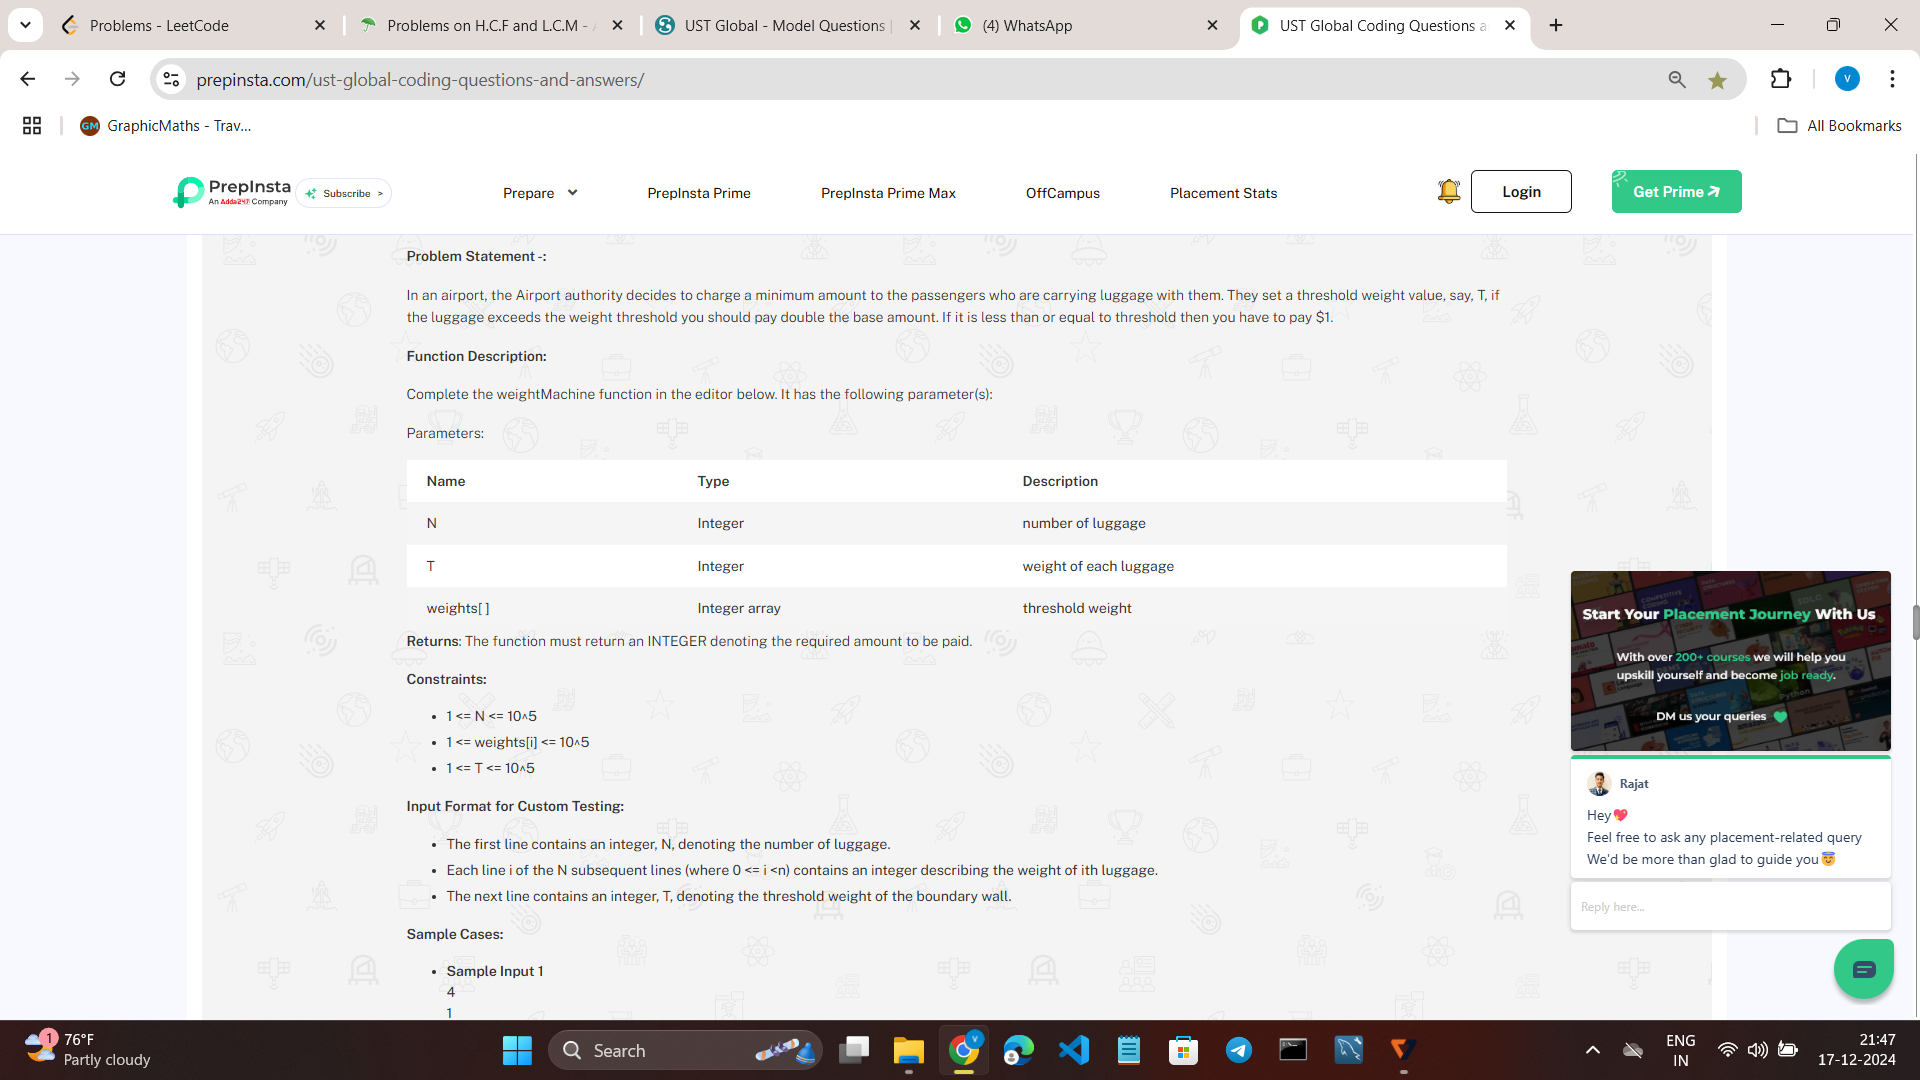 Problems - LeetCode
Problems on H.C.F and L.C.M -
UST Global - Model Questions
(4) WhatsApp
UST Global Coding Questions a
prepinsta.com/ust-global-coding-questions-and-answers/
V
GM GraphicMaths - Trav...
All Bookmarks
PrepInsta
An Adda247 Company
Subscribe >
Prepare
PrepInsta Prime
PrepInsta Prime Max
OffCampus
Placement Stats
Login
Get Prime
Problem Statement -:
In an airport, the Airport authority decides to charge a minimum amount to the passengers who are carrying luggage with them. They set a threshold weight value, say, T, if
the luggage exceeds the weight threshold you should pay double the base amount. If it is less than or equal to threshold then you have to pay $1.
Function Description:
Complete the weightMachine function in the editor below. It has the following parameter(s):
Parameters:
Name Type Description
N Integer number of luggage
T Integer weight of each luggage
weights[ ] Integer array threshold weight
Returns: The function must return an INTEGER denoting the required amount to be paid.
Constraints:
• 1 <= N <= 10^5
• 1 <= weights[i] <= 10^5
• 1 <= T <= 10^5
Input Format for Custom Testing:
• The first line contains an integer, N, denoting the number of luggage.
• Each line i of the N subsequent lines (where 0 <= i <n) contains an integer describing the weight of ith luggage.
• The next line contains an integer, T, denoting the threshold weight of the boundary wall.
Sample Cases:
• Sample Input 1
4
1
Start Your Placement Journey With Us
With over 200+ courses we will help you
upskill yourself and become job ready.
DM us your queries
Rajat
Hey💖
Feel free to ask any placement-related query
We'd be more than glad to guide you😇
Reply here...
1
76°F
Partly cloudy
Search
V
ENG
IN
21:47
17-12-2024